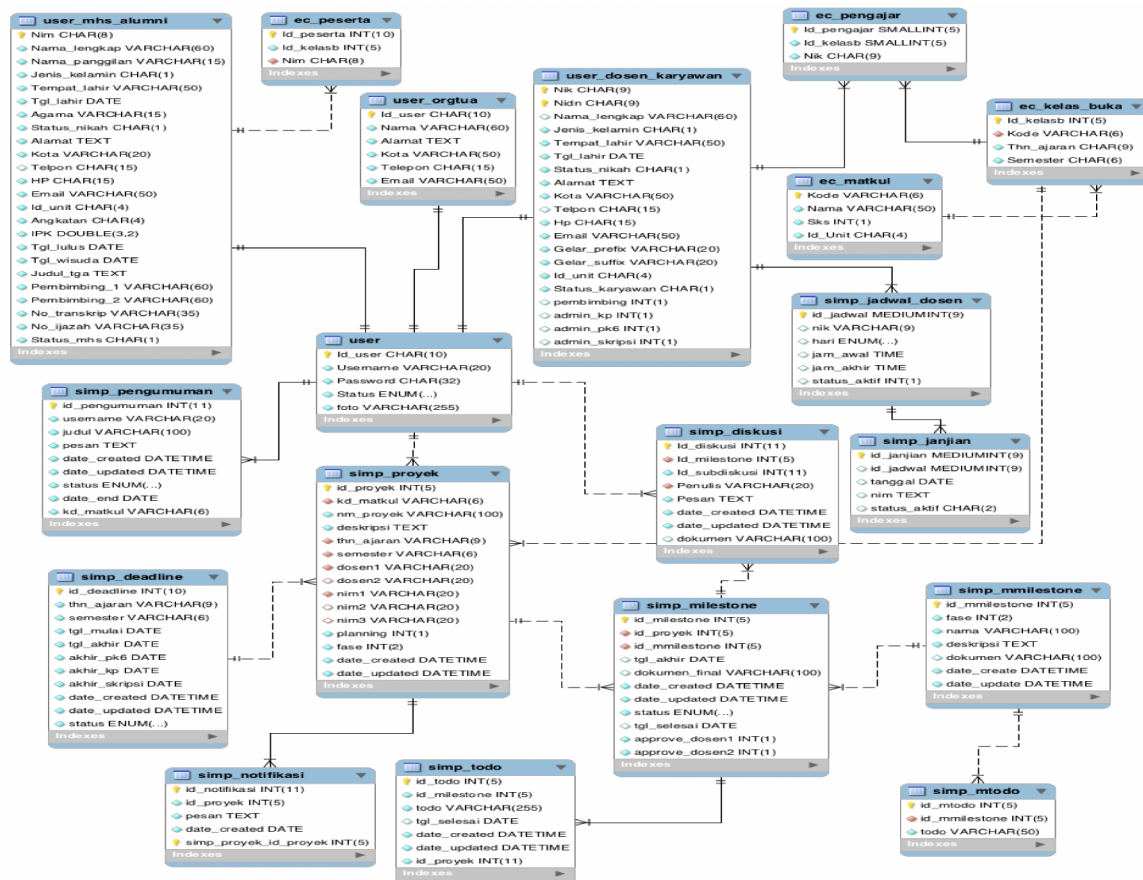 user_mhs_alumni
Nim CHAR(8)
Nama_lengkap VARCHAR(60)
Nama_panggilan VARCHAR(15)
Jenis_kelamin CHAR(1)
Tempat_lahir VARCHAR(50)
Tgl_lahir DATE
Agama VARCHAR(15)
Status_nikah CHAR(1)
Alamat TEXT
Kota VARCHAR(20)
Telpon CHAR(15)
HP CHAR(15)
Email VARCHAR(50)
Id_unit CHAR(4)
Angkatan CHAR(4)
IPK DOUBLE(3,2)
Tgl_lulus DATE
Tgl_wisuda DATE
Judul_tga TEXT
Pembimbing_1 VARCHAR(60)
Pembimbing_2 VARCHAR(60)
No_transkrip VARCHAR(35)
No_ijazah VARCHAR(35)
Status_mhs CHAR(1)
Indexes
ec_peserta
Id_peserta INT(10)
Id_kelasb INT(5)
Nim CHAR(8)
Indexes
user_orgtua
Id_user CHAR(10)
Nama VARCHAR(60)
Alamat TEXT
Kota VARCHAR(50)
Telepon CHAR(15)
Email VARCHAR(50)
Indexes
user_dosen_karyawan
Nik CHAR(9)
Nidn CHAR(9)
Nama_lengkap VARCHAR(60)
Jenis_kelamin CHAR(1)
Tempat_lahir VARCHAR(50)
Tgl_lahir DATE
Status_nikah CHAR(1)
Alamat TEXT
Kota VARCHAR(50)
Telpon CHAR(15)
Hp CHAR(15)
Email VARCHAR(50)
Gelar_prefix VARCHAR(20)
Gelar_suffix VARCHAR(20)
Id_unit CHAR(4)
Status_karyawan CHAR(1)
pembimbing INT(1)
admin_kp INT(1)
admin_pk6 INT(1)
admin_skripsi INT(1)
Indexes
ec_pengajar
Id_pengajar SMALLINT(5)
Id_kelasb SMALLINT(5)
Nik CHAR(9)
Indexes
ec_kelas_buka
Id_kelasb INT(5)
Kode VARCHAR(6)
Thn_ajaran CHAR(9)
Semester CHAR(6)
Indexes
ec_matkul
Kode VARCHAR(6)
Nama VARCHAR(50)
Sks INT(1)
Id_Unit CHAR(4)
Indexes
simp_jadwal_dosen
id_jadwal MEDIUMINT(9)
nik VARCHAR(9)
hari ENUM(...)
jam_awal TIME
jam_akhir TIME
status_aktif INT(1)
Indexes
user
Id_user CHAR(10)
Username VARCHAR(20)
Password CHAR(32)
Status ENUM(...)
foto VARCHAR(255)
Indexes
simp_pengumuman
id_pengumuman INT(11)
username VARCHAR(20)
judul VARCHAR(100)
pesan TEXT
date_created DATETIME
date_updated DATETIME
status ENUM(...)
date_end DATE
kd_matkul VARCHAR(6)
Indexes
simp_diskusi
Id_diskusi INT(11)
Id_milestone INT(5)
Id_subdiskusi INT(11)
Penulis VARCHAR(20)
Pesan TEXT
date_created DATETIME
date_updated DATETIME
dokumen VARCHAR(100)
Indexes
simp_janjian
id_janjian MEDIUMINT(9)
id_jadwal MEDIUMINT(9)
tanggal DATE
nim TEXT
status_aktif CHAR(2)
Indexes
simp_proyek
id_proyek INT(5)
kd_matkul VARCHAR(6)
nm_proyek VARCHAR(100)
deskripsi TEXT
thn_ajaran VARCHAR(9)
semester VARCHAR(6)
dosen1 VARCHAR(20)
dosen2 VARCHAR(20)
nim1 VARCHAR(20)
nim2 VARCHAR(20)
nim3 VARCHAR(20)
planning INT(1)
fase INT(2)
date_created DATETIME
date_updated DATETIME
Indexes
simp_deadline
id_deadline INT(10)
thn_ajaran VARCHAR(9)
semester VARCHAR(6)
tgl_mulai DATE
tgl_akhir DATE
akhir_pk6 DATE
akhir_kp DATE
akhir_skripsi DATE
date_created DATETIME
date_updated DATETIME
status ENUM(...)
Indexes
simp_milestone
id_milestone INT(5)
id_proyek INT(5)
id_mmilestone INT(5)
tgl_akhir DATE
dokumen_final VARCHAR(100)
date_created DATETIME
date_updated DATETIME
status ENUM(...)
tgl_selesai DATE
approve_dosen1 INT(1)
approve_dosen2 INT(1)
Indexes
simp_mmilestone
id_mmilestone INT(5)
fase INT(2)
nama VARCHAR(100)
deskripsi TEXT
dokumen VARCHAR(100)
date_create DATETIME
date_update DATETIME
Indexes
simp_notifikasi
id_notifikasi INT(11)
id_proyek INT(5)
pesan TEXT
date_created DATE
simp_proyek_id_proyek INT(5)
Indexes
simp_todo
id_todo INT(5)
id_milestone INT(5)
todo VARCHAR(255)
tgl_selesai DATE
date_created DATETIME
date_updated DATETIME
id_proyek INT(11)
Indexes
simp_mtodo
id_mtodo INT(5)
id_mmilestone INT(5)
todo VARCHAR(50)
Indexes